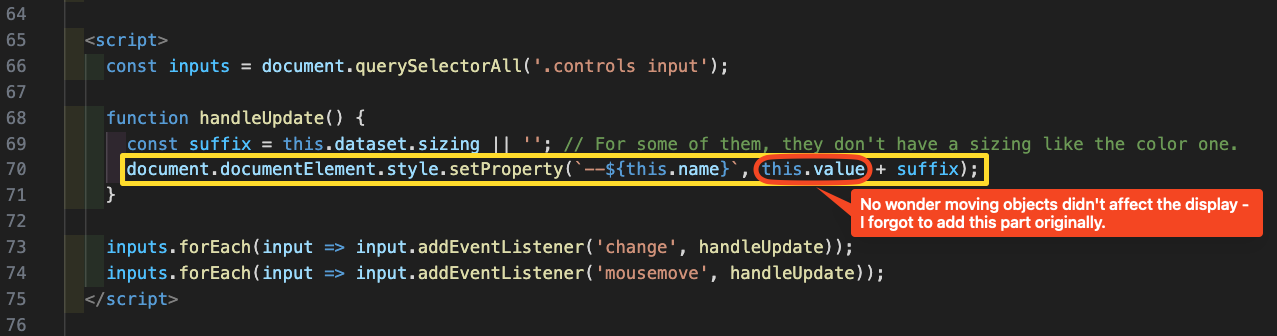 64
65 <script>
66 const inputs = document.querySelectorAll('.controls input');
67
68 function handleUpdate() {
69 const suffix = this.dataset.sizing || ''; // For some of them, they don't have a sizing like the color one.
70 document.documentElement.style.setProperty(`--${this.name}`, this.value + suffix);
71 }
No wonder moving objects didn't affect the display -
I forgot to add this part originally.
72
73 inputs.forEach(input => input.addEventListener('change', handleUpdate));
74 inputs.forEach(input => input.addEventListener('mousemove', handleUpdate));
75 </script>
76